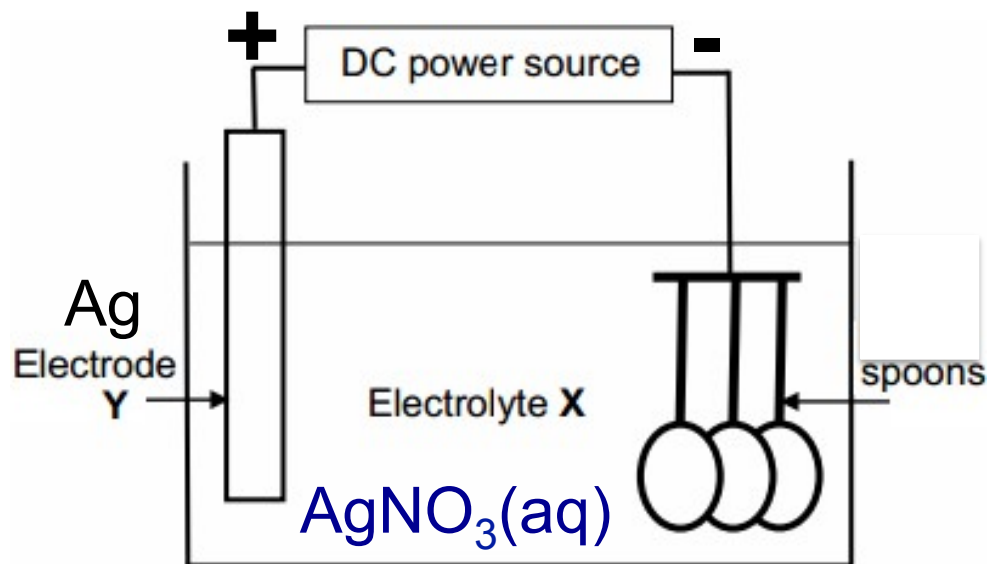 +
DC power source
-
Ag
Electrode
Y
Electrolyte X
spoons
AgNO₃(aq)